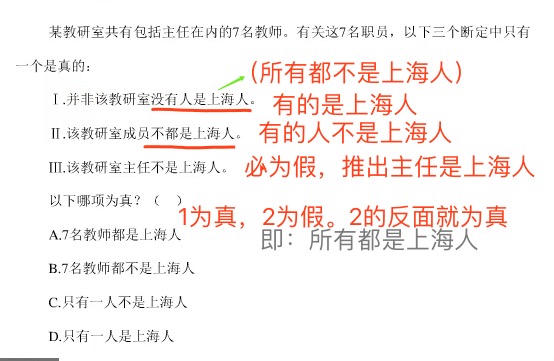 某教研室共有包括主任在内的7名教师。有关这7名职员，以下三个断定中只有
一个是真的：
（所有都不是上海人）
Ⅰ.并非该教研室没有人是上海人。 有的是上海人
Ⅱ.该教研室成员不都是上海人。 有的人不是上海人
Ⅲ.该教研室主任不是上海人。 必为假，推出主任是上海人
以下哪项为真？（ ）
1为真，2为假。2的反面就为真
A.7名教师都是上海人 即：所有都是上海人
B.7名教师都不是上海人
C.只有一人不是上海人
D.只有一人是上海人